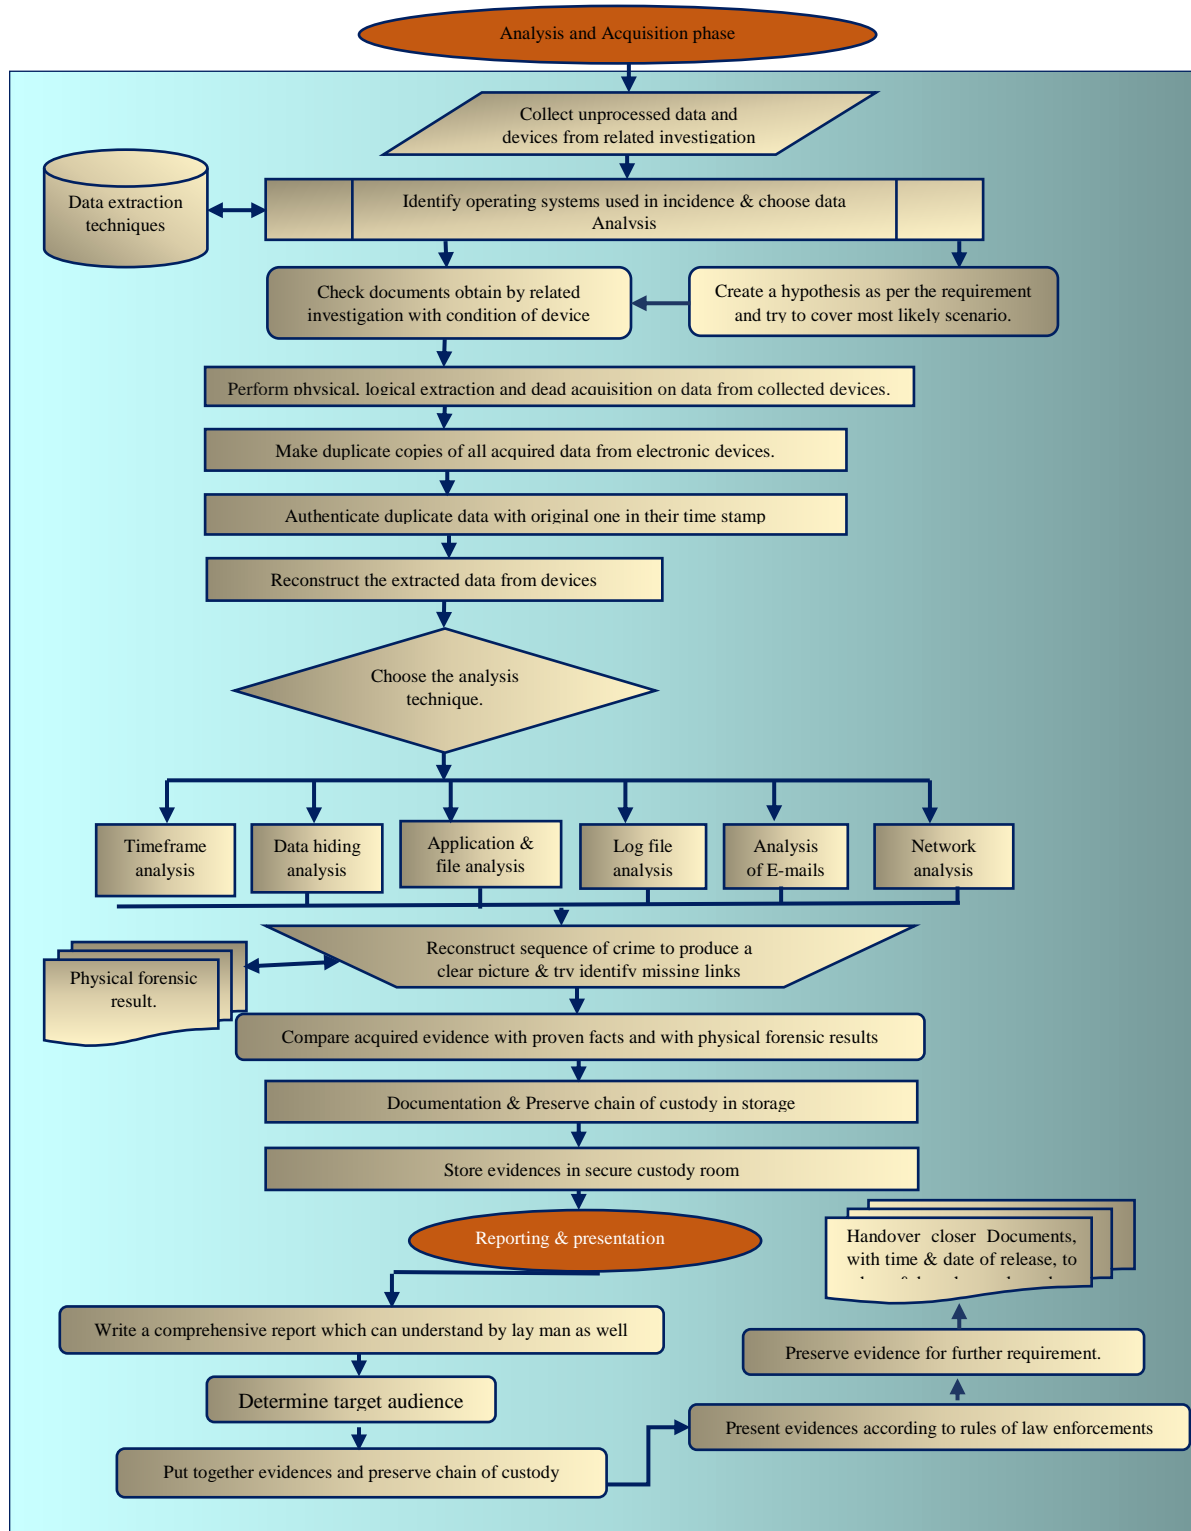 Analysis and Acquisition phase
Collect unprocessed data and
devices from related investigation
Data extraction
techniques
Identify operating systems used in incidence & choose data
Analysis
Check documents obtain by related
investigation with condition of device
Create a hypothesis as per the requirement
and try to cover most likely scenario.
Perform physical, logical extraction and dead acquisition on data from collected devices.
Make duplicate copies of all acquired data from electronic devices.
Authenticate duplicate data with original one in their time stamp
Reconstruct the extracted data from devices
Choose the analysis
technique.
Timeframe
analysis
Data hiding
analysis
Application &
file analysis
Log file
analysis
Analysis
of E-mails
Network
analysis
Reconstruct sequence of crime to produce a
clear picture & try identify missing links
Physical forensic
result.
Compare acquired evidence with proven facts and with physical forensic results
Documentation & Preserve chain of custody in storage
Store evidences in secure custody room
Reporting & presentation
Handover closer Documents,
with time & date of release, to
Write a comprehensive report which can understand by lay man as well
Preserve evidence for further requirement.
Determine target audience
Present evidences according to rules of law enforcements
Put together evidences and preserve chain of custody